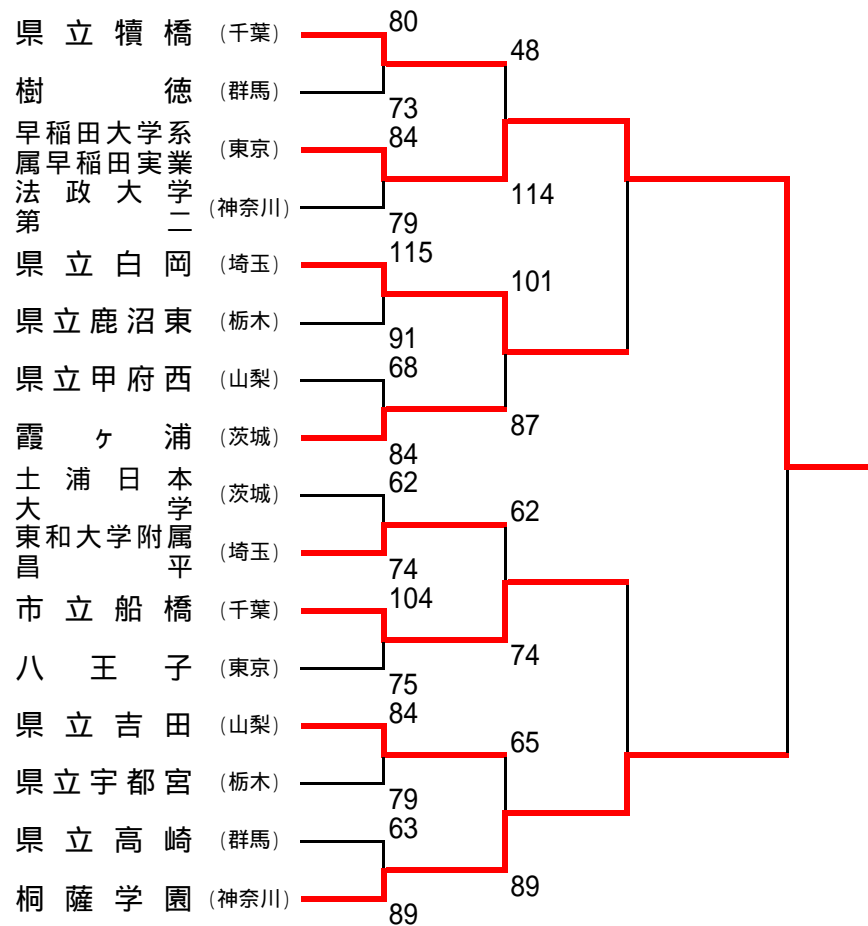 県立犢橋 (千葉) 80
48
樹徳 (群馬) 73
早稲田大学系
属早稲田実業 (東京) 84
114
法政大学
第二 (神奈川) 79
県立白岡 (埼玉) 115
101
県立鹿沼東 (栃木) 91
県立甲府西 (山梨) 68
87
霞ヶ浦 (茨城) 84
土浦日本
大学 (茨城) 62
62
東和大学附属
昌平 (埼玉) 74
市立船橋 (千葉) 104
74
八王子 (東京) 75
県立吉田 (山梨) 84
65
県立宇都宮 (栃木) 79
県立高崎 (群馬) 63
89
桐薩学園 (神奈川) 89